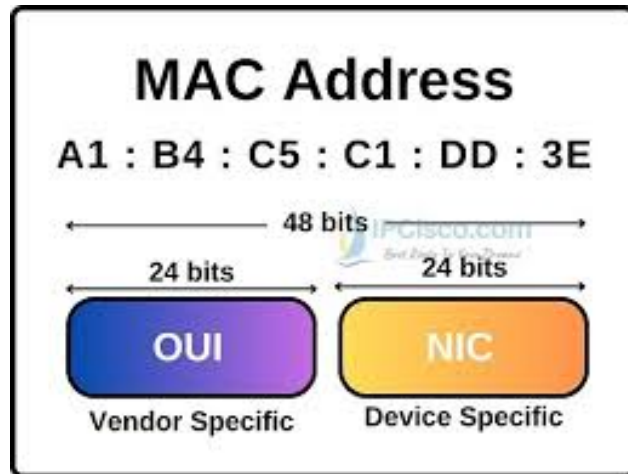 MAC Address
A1 : B4 : C5 : C1 : DD : 3E
48 bits
IPCisco.com
24 bits 24 bits
OUI NIC
Vendor Specific Device Specific